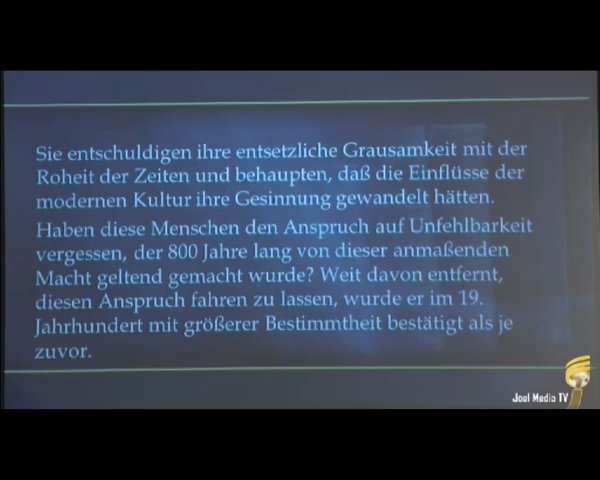 Sie entschuldigen ihre entsetzliche Grausamkeit mit der
Roheit der Zeiten und behaupten, daß die Einflüsse der
modernen Kultur ihre Gesinnung gewandelt hätten.
Haben diese Menschen den Anspruch auf Unfehlbarkeit
vergessen, der 800 Jahre lang von dieser anmaßenden
Macht geltend gemacht wurde? Weit davon entfernt,
diesen Anspruch fahren zu lassen, wurde er im 19.
Jahrhundert mit größerer Bestimmtheit bestätigt als je
zuvor.
Joel Media TV